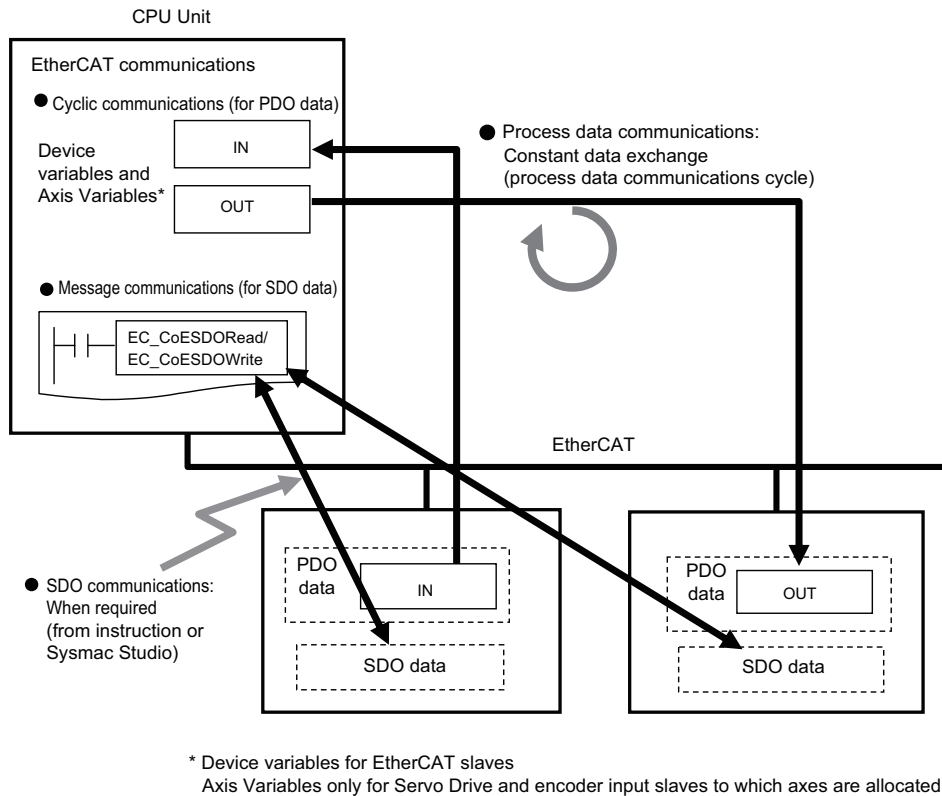 CPU Unit
EtherCAT communications
● Cyclic communications (for PDO data)
Device
variables and
Axis Variables*
IN
OUT
● Process data communications:
Constant data exchange
(process data communications cycle)
● Message communications (for SDO data)
EC_CoESDORead/
EC_CoESDOWrite
EtherCAT
● SDO communications:
When required
(from instruction or
Sysmac Studio)
PDO
data
IN
SDO data
PDO
data
OUT
SDO data
* Device variables for EtherCAT slaves
Axis Variables only for Servo Drive and encoder input slaves to which axes are allocated